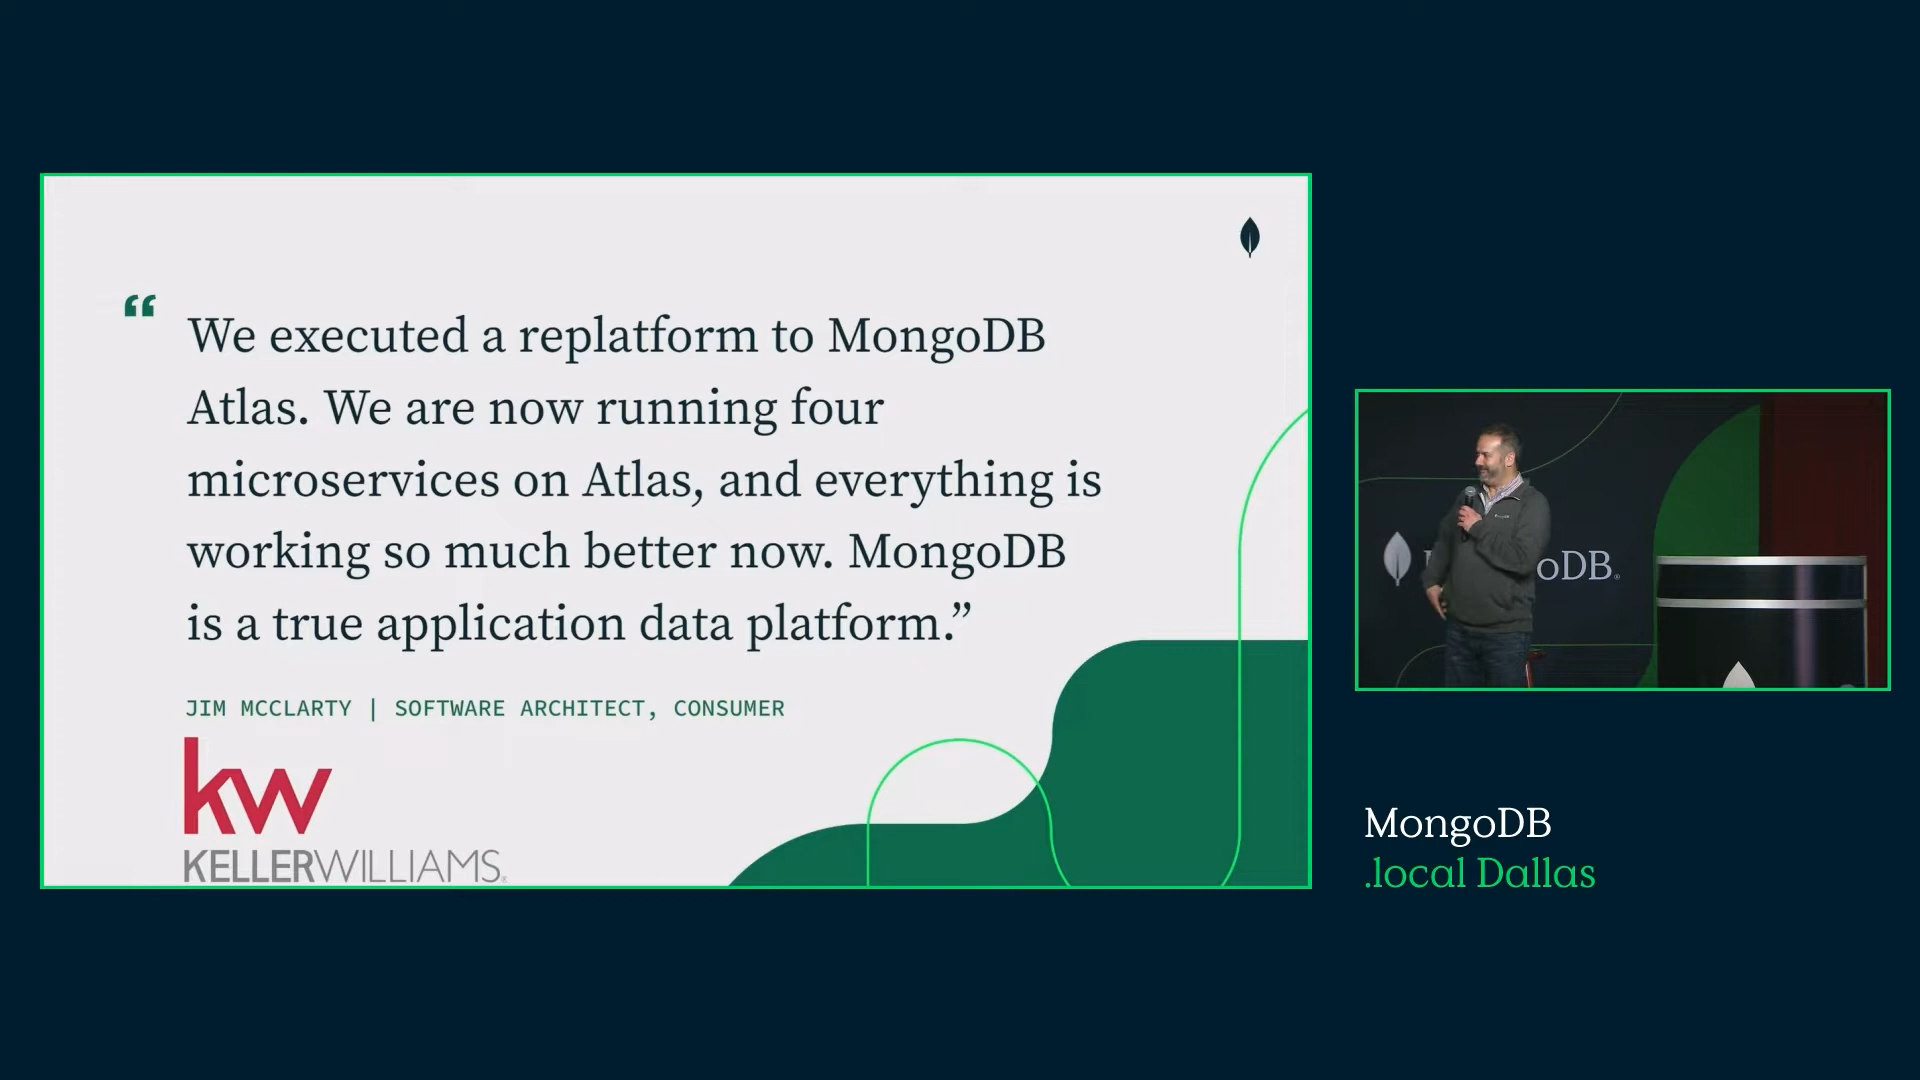 “ We executed a replatform to MongoDB
Atlas. We are now running four
microservices on Atlas, and everything is
working so much better now. MongoDB
is a true application data platform.”
JIM MCCLARTY | SOFTWARE ARCHITECT, CONSUMER
kw
KELLERWILLIAMS®
oDB®
MongoDB
.local Dallas